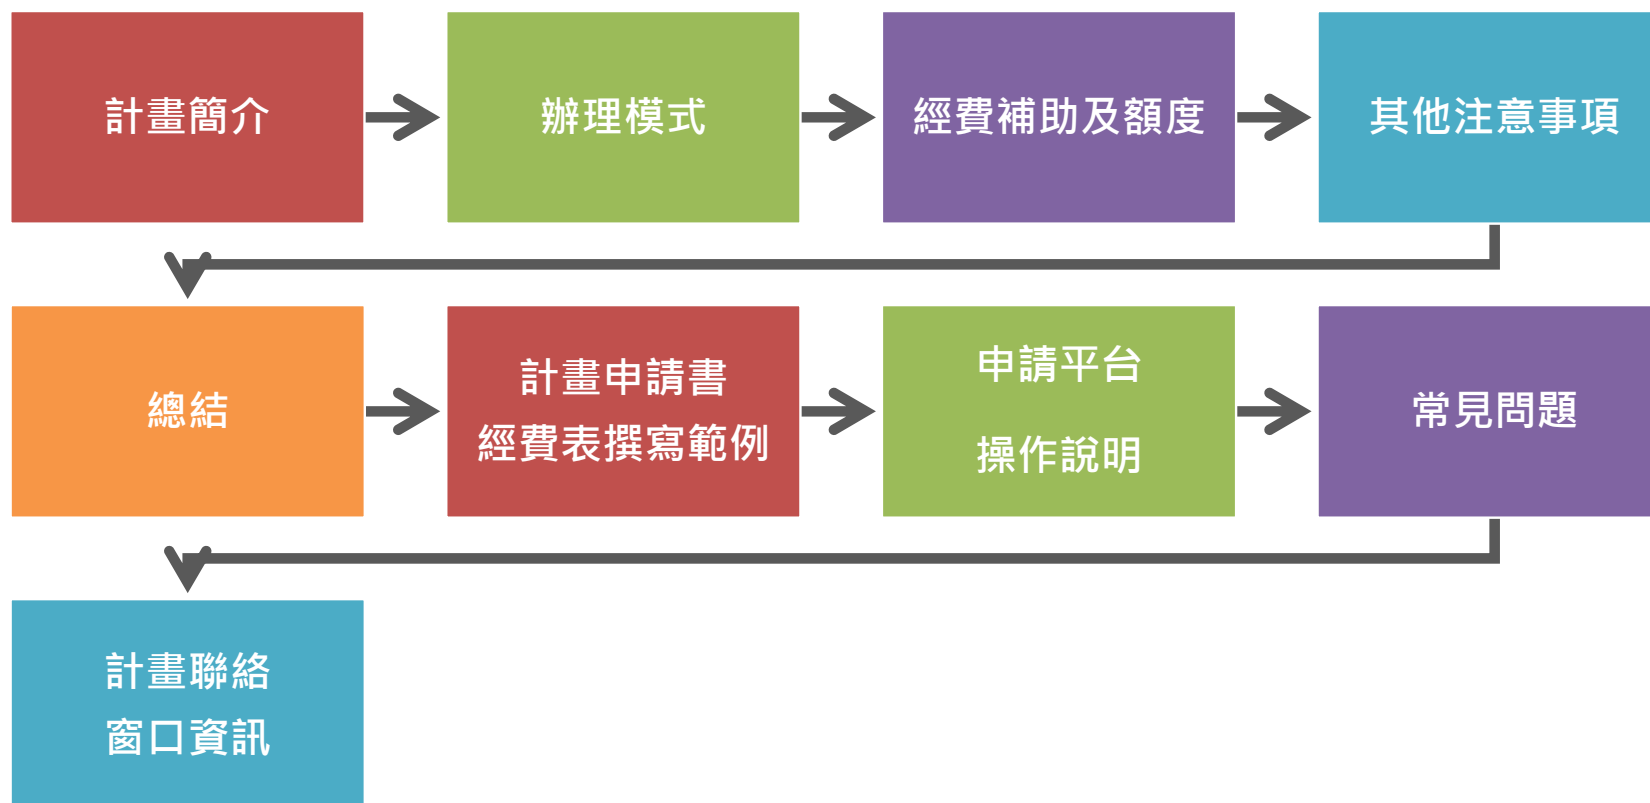 計畫簡介
辦理模式
經費補助及額度
其他注意事項
總結
計畫申請書
經費表撰寫範例
申請平台
操作說明
常見問題
計畫聯絡
窗口資訊